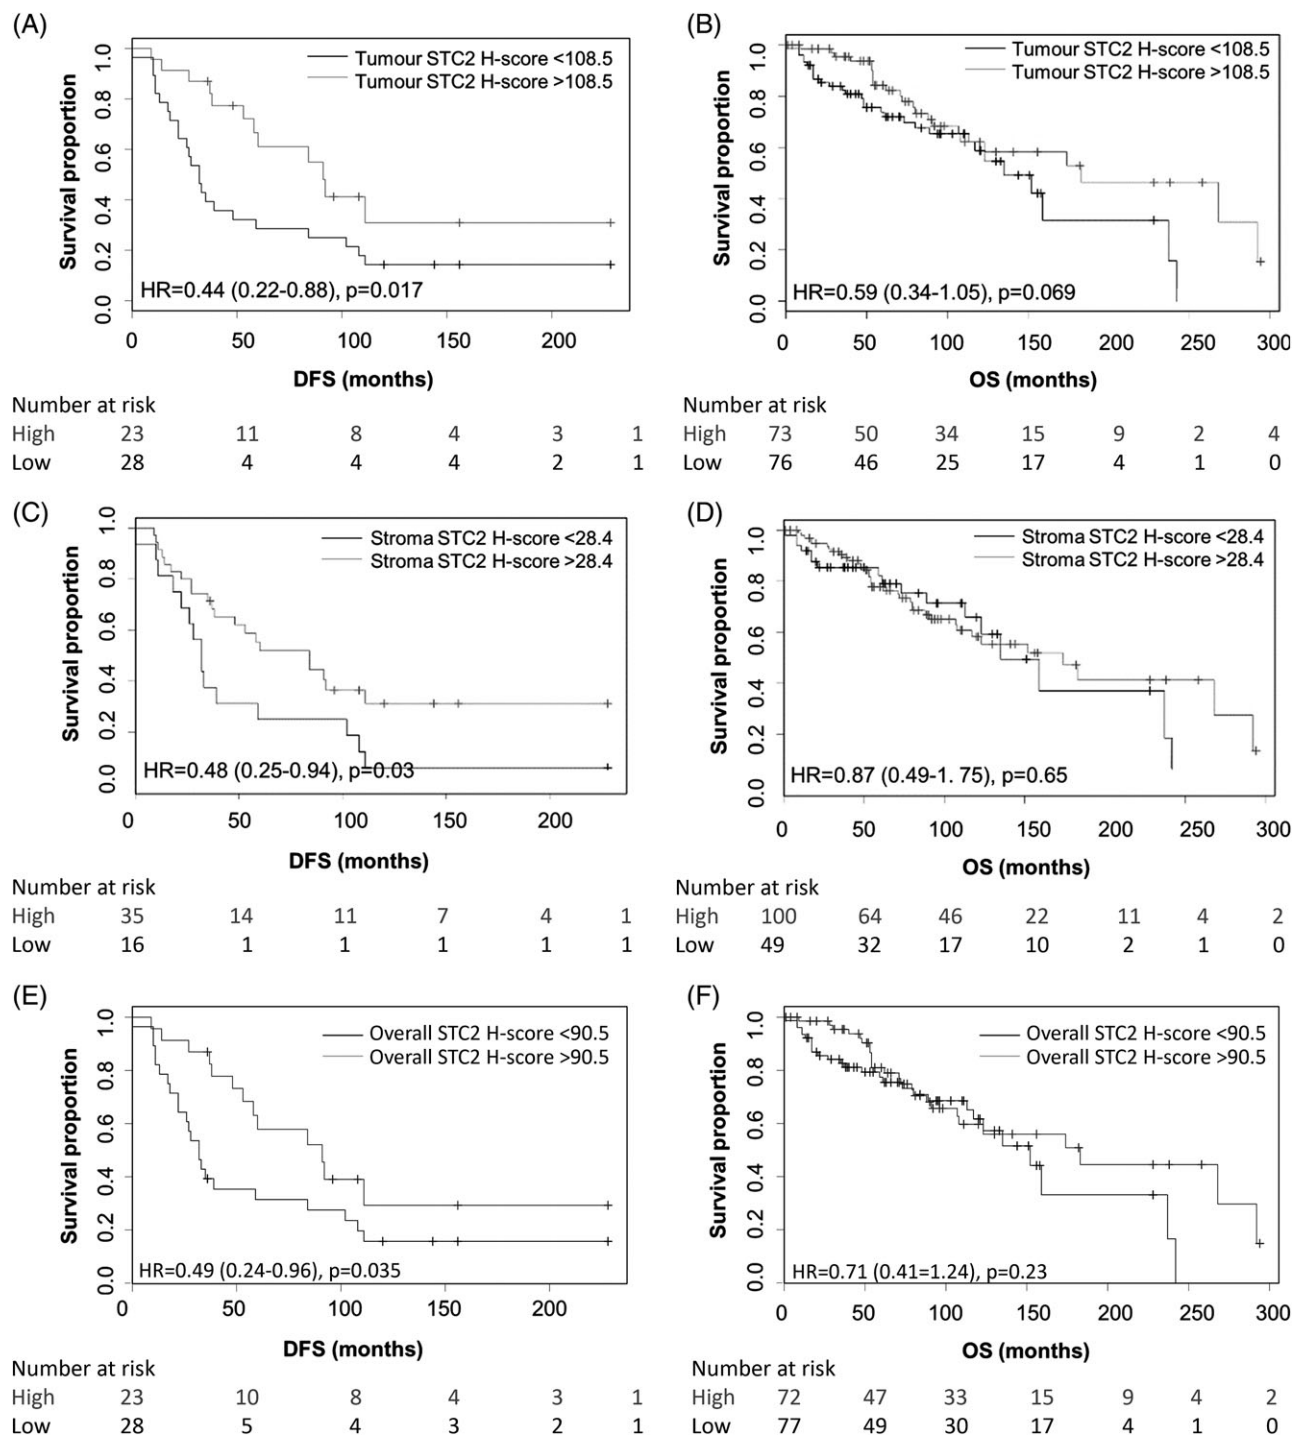 (A)
Survival proportion
1.0
0.8
0.6
0.4
0.2
0.0
Tumour STC2 H-score <108.5
Tumour STC2 H-score >108.5
HR=0.44 (0.22-0.88), p=0.017
0 50 100 150 200
DFS (months)
Number at risk
High 23 11 8 4 3 1
Low 28 4 4 4 2 1
(B)
Survival proportion
1.0
0.8
0.6
0.4
0.2
0.0
Tumour STC2 H-score <108.5
Tumour STC2 H-score >108.5
HR=0.59 (0.34-1.05), p=0.069
0 50 100 150 200 250 300
OS (months)
Number at risk
High 73 50 34 15 9 2 4
Low 76 46 25 17 4 1 0
(C)
Survival proportion
1.0
0.8
0.6
0.4
0.2
0.0
Stroma STC2 H-score <28.4
Stroma STC2 H-score >28.4
HR=0.48 (0.25-0.94), p=0.03
0 50 100 150 200
DFS (months)
Number at risk
High 35 14 11 7 4 1
Low 16 1 1 1 1 1
(D)
Survival proportion
1.0
0.8
0.6
0.4
0.2
0.0
Stroma STC2 H-score <28.4
Stroma STC2 H-score >28.4
HR=0.87 (0.49-1. 75), p=0.65
0 50 100 150 200 250 300
OS (months)
Number at risk
High 100 64 46 22 11 4 2
Low 49 32 17 10 2 1 0
(E)
Survival proportion
1.0
0.8
0.6
0.4
0.2
0.0
Overall STC2 H-score <90.5
Overall STC2 H-score >90.5
HR=0.49 (0.24-0.96), p=0.035
0 50 100 150 200
DFS (months)
Number at risk
High 23 10 8 4 3 1
Low 28 5 4 3 2 1
(F)
Survival proportion
1.0
0.8
0.6
0.4
0.2
0.0
Overall STC2 H-score <90.5
Overall STC2 H-score >90.5
HR=0.71 (0.41=1.24), p=0.23
0 50 100 150 200 250 300
OS (months)
Number at risk
High 72 47 33 15 9 4 2
Low 77 49 30 17 4 1 0